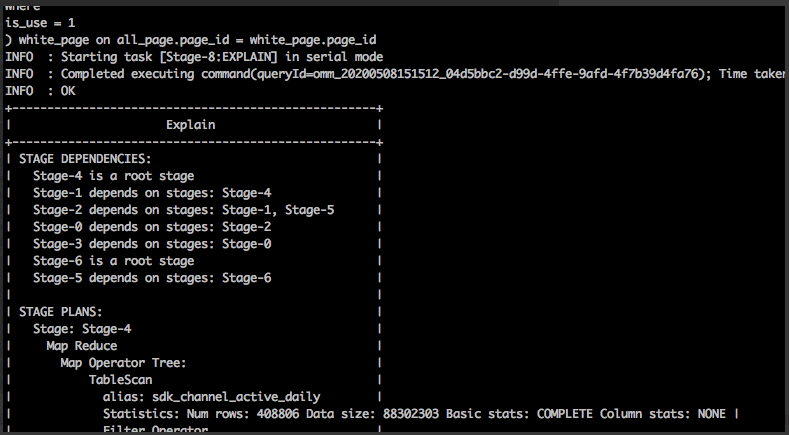 where
is_use = 1
) white_page on all_page.page_id = white_page.page_id
INFO  : Starting task [Stage-8:EXPLAIN] in serial mode
INFO  : Completed executing command(queryId=omm_20200508151512_04d5bbc2-d99d-4ffe-9afd-4f7b39d4fa76); Time taken
INFO  : OK
+----------------------------------------------------+
|                      Explain                       |
+----------------------------------------------------+
| STAGE DEPENDENCIES:                                |
|   Stage-4 is a root stage                          |
|   Stage-1 depends on stages: Stage-4               |
|   Stage-2 depends on stages: Stage-1, Stage-5      |
|   Stage-0 depends on stages: Stage-2               |
|   Stage-3 depends on stages: Stage-0               |
|   Stage-6 is a root stage                          |
|   Stage-5 depends on stages: Stage-6               |
|                                                    |
| STAGE PLANS:                                       |
|   Stage: Stage-4                                   |
|     Map Reduce                                     |
|       Map Operator Tree:                           |
|           TableScan                                |
|             alias: sdk_channel_active_daily        |
|             Statistics: Num rows: 408806 Data size: 88302303 Basic stats: COMPLETE Column stats: NONE |
|             Filter Operator                        |